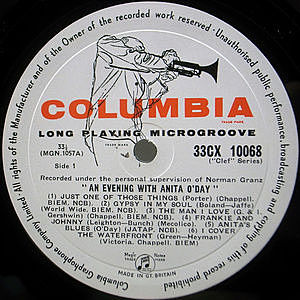 All rights of the Manufacturer and of the Owner of the recorded work reserved · Unauthorised public performance, broadcasting and copying of this record prohibited
Columbia Graphophone Company Limited
COLUMBIA
TRADE MARK
LONG PLAYING MICROGROOVE
33⅓
(MGN.1057A)
TRADE MARK
33CX 10068
Side 1
("Clef" Series)
Recorded under the personal supervision of Norman Granz
"AN EVENING WITH ANITA O'DAY"
(1) JUST ONE OF THOSE THINGS (Porter) (Chappell,
BIEM, NCB). (2) GYPSY IN MY SOUL (Boland—Jaffe)
(World Wide, BIEM, NCB). (3) THE MAN I LOVE (G. & I.
Gershwin) (Chappell, BIEM, NCB). (4) FRANKIE AND
JOHNNY (Leighton—Bunch) (Mecolico). (5) ANITA'S
BLUES (O'Day) (JATAP, NCB). (6) I COVER
THE WATERFRONT (Green—Heyman)
(Victoria, Chappell, BIEM)
MADE IN GT. BRITAIN